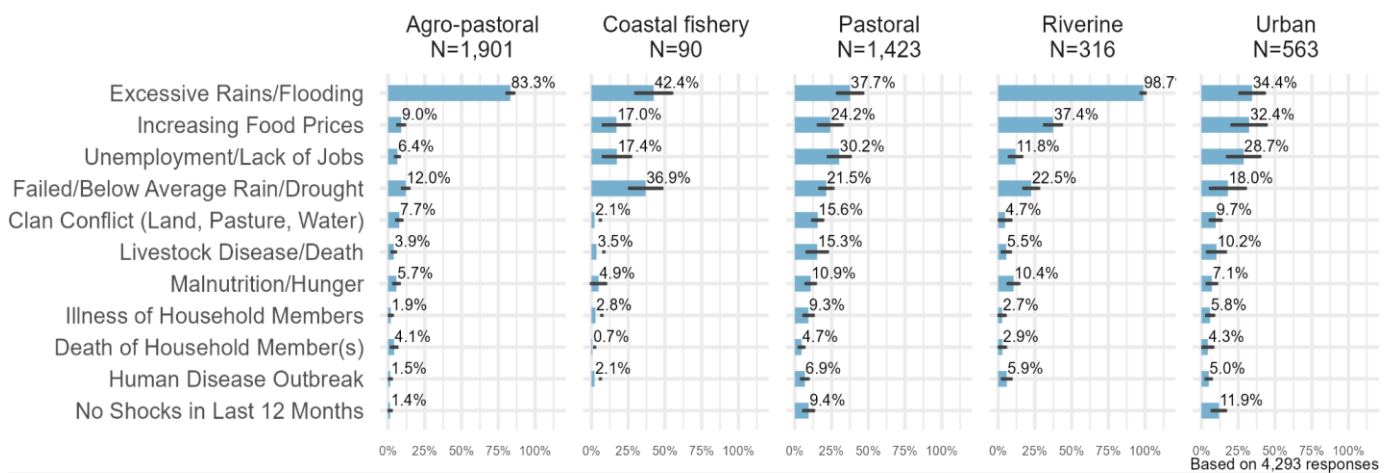 Agro-pastoral Coastal fishery Pastoral Riverine Urban
N=1,901 N=90 N=1,423 N=316 N=563
Excessive Rains/Flooding 83.3% 42.4% 37.7% 98.7 34.4%
Increasing Food Prices 9.0% 17.0% 24.2% 37.4% 32.4%
Unemployment/Lack of Jobs 6.4% 17.4% 30.2% 11.8% 28.7%
Failed/Below Average Rain/Drought 12.0% 36.9% 21.5% 22.5% 18.0%
Clan Conflict (Land, Pasture, Water) 7.7% 2.1% 15.6% 4.7% 9.7%
Livestock Disease/Death 3.9% 3.5% 15.3% 5.5% 10.2%
Malnutrition/Hunger 5.7% 4.9% 10.9% 10.4% 7.1%
Illness of Household Members 1.9% 2.8% 9.3% 2.7% 5.8%
Death of Household Member(s) 4.1% 0.7% 4.7% 2.9% 4.3%
Human Disease Outbreak 1.5% 2.1% 6.9% 5.9% 5.0%
No Shocks in Last 12 Months 1.4% 9.4% 11.9%
0% 25% 50% 75% 100% 0% 25% 50% 75% 100% 0% 25% 50% 75% 100% 0% 25% 50% 75% 100% 0% 25% 50% 75% 100%
Based on 4,293 responses